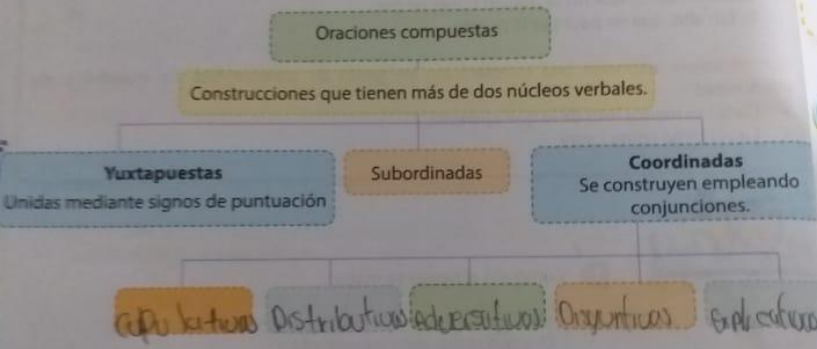 Oraciones compuestas
Construcciones que tienen más de dos núcleos verbales.
Yuxtapuestas
Unidas mediante signos de puntuación
Subordinadas
Coordinadas
Se construyen empleando
conjunciones.
Copulativas
Distributivas
Adversativas
Disyuntivas
Explicativas